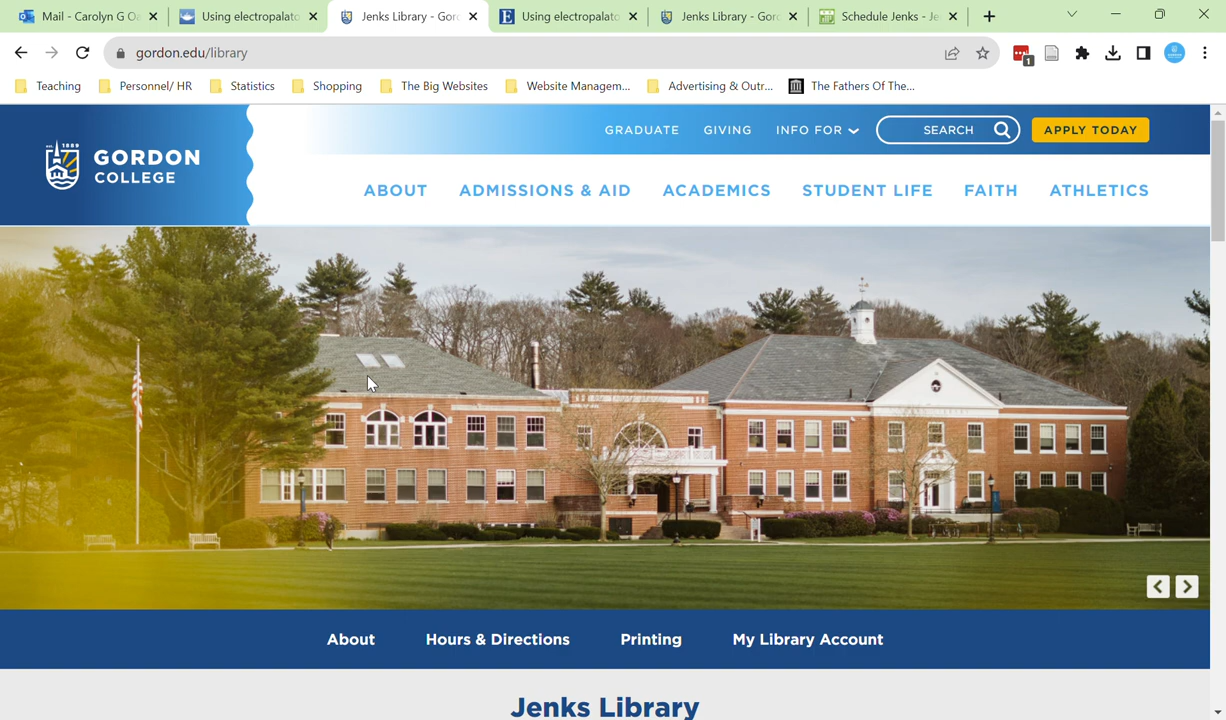 Mail - Carolyn G O
Using electropalato
Jenks Library - Gor
Using electropalato
Jenks Library - Gor
Schedule Jenks - Je
gordon.edu/library
1
Teaching
Personnel/ HR
Statistics
Shopping
The Big Websites
Website Managem...
Advertising & Outr...
The Fathers Of The...
GRADUATE
GIVING
INFO FOR
SEARCH
APPLY TODAY
1889
GORDON
COLLEGE
ABOUT
ADMISSIONS & AID
ACADEMICS
STUDENT LIFE
FAITH
ATHLETICS
About
Hours & Directions
Printing
My Library Account
Jenks Library